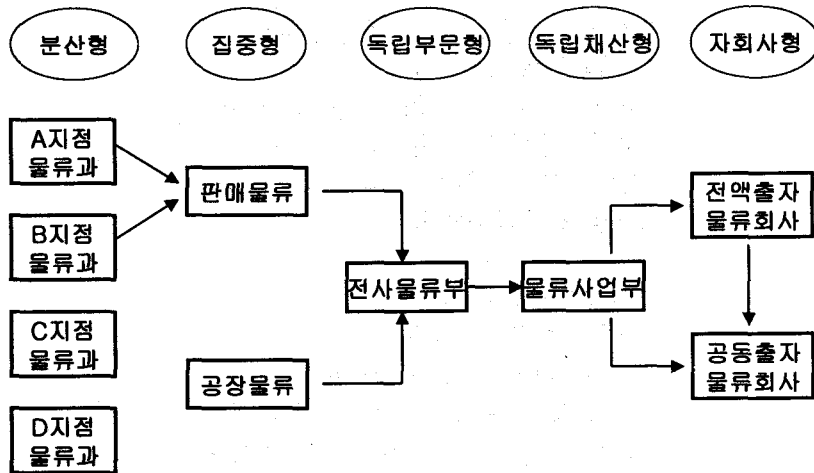 분산형
집중형
독립부문형
독립채산형
자회사형
A지점
물류과
B지점
물류과
C지점
물류과
D지점
물류과
판매물류
공장물류
전사물류부
물류사업부
전액출자
물류회사
공동출자
물류회사